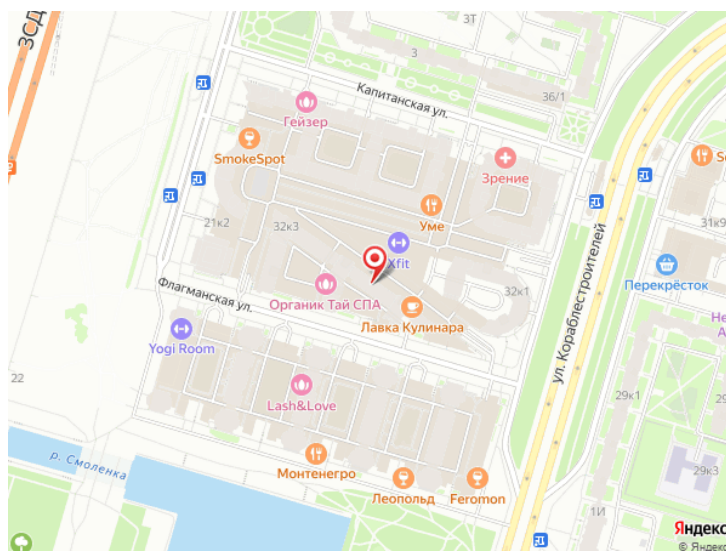 ЗСД
3Т
3
36/1
Капитанская ул.
Гейзер
SmokeSpot
Зрение
31к9
21к2
32к3
Уме
Xfit
32к1
Перекрёсток
ул. Кораблестроителей
Флагманская ул.
Органик Тай СПА
Лавка Кулинара
Yogi Room
22
Lash&Love
29к1
р. Смоленка
Монтенегро
Леопольд
Feromon
29к3
1И
© Яндекс